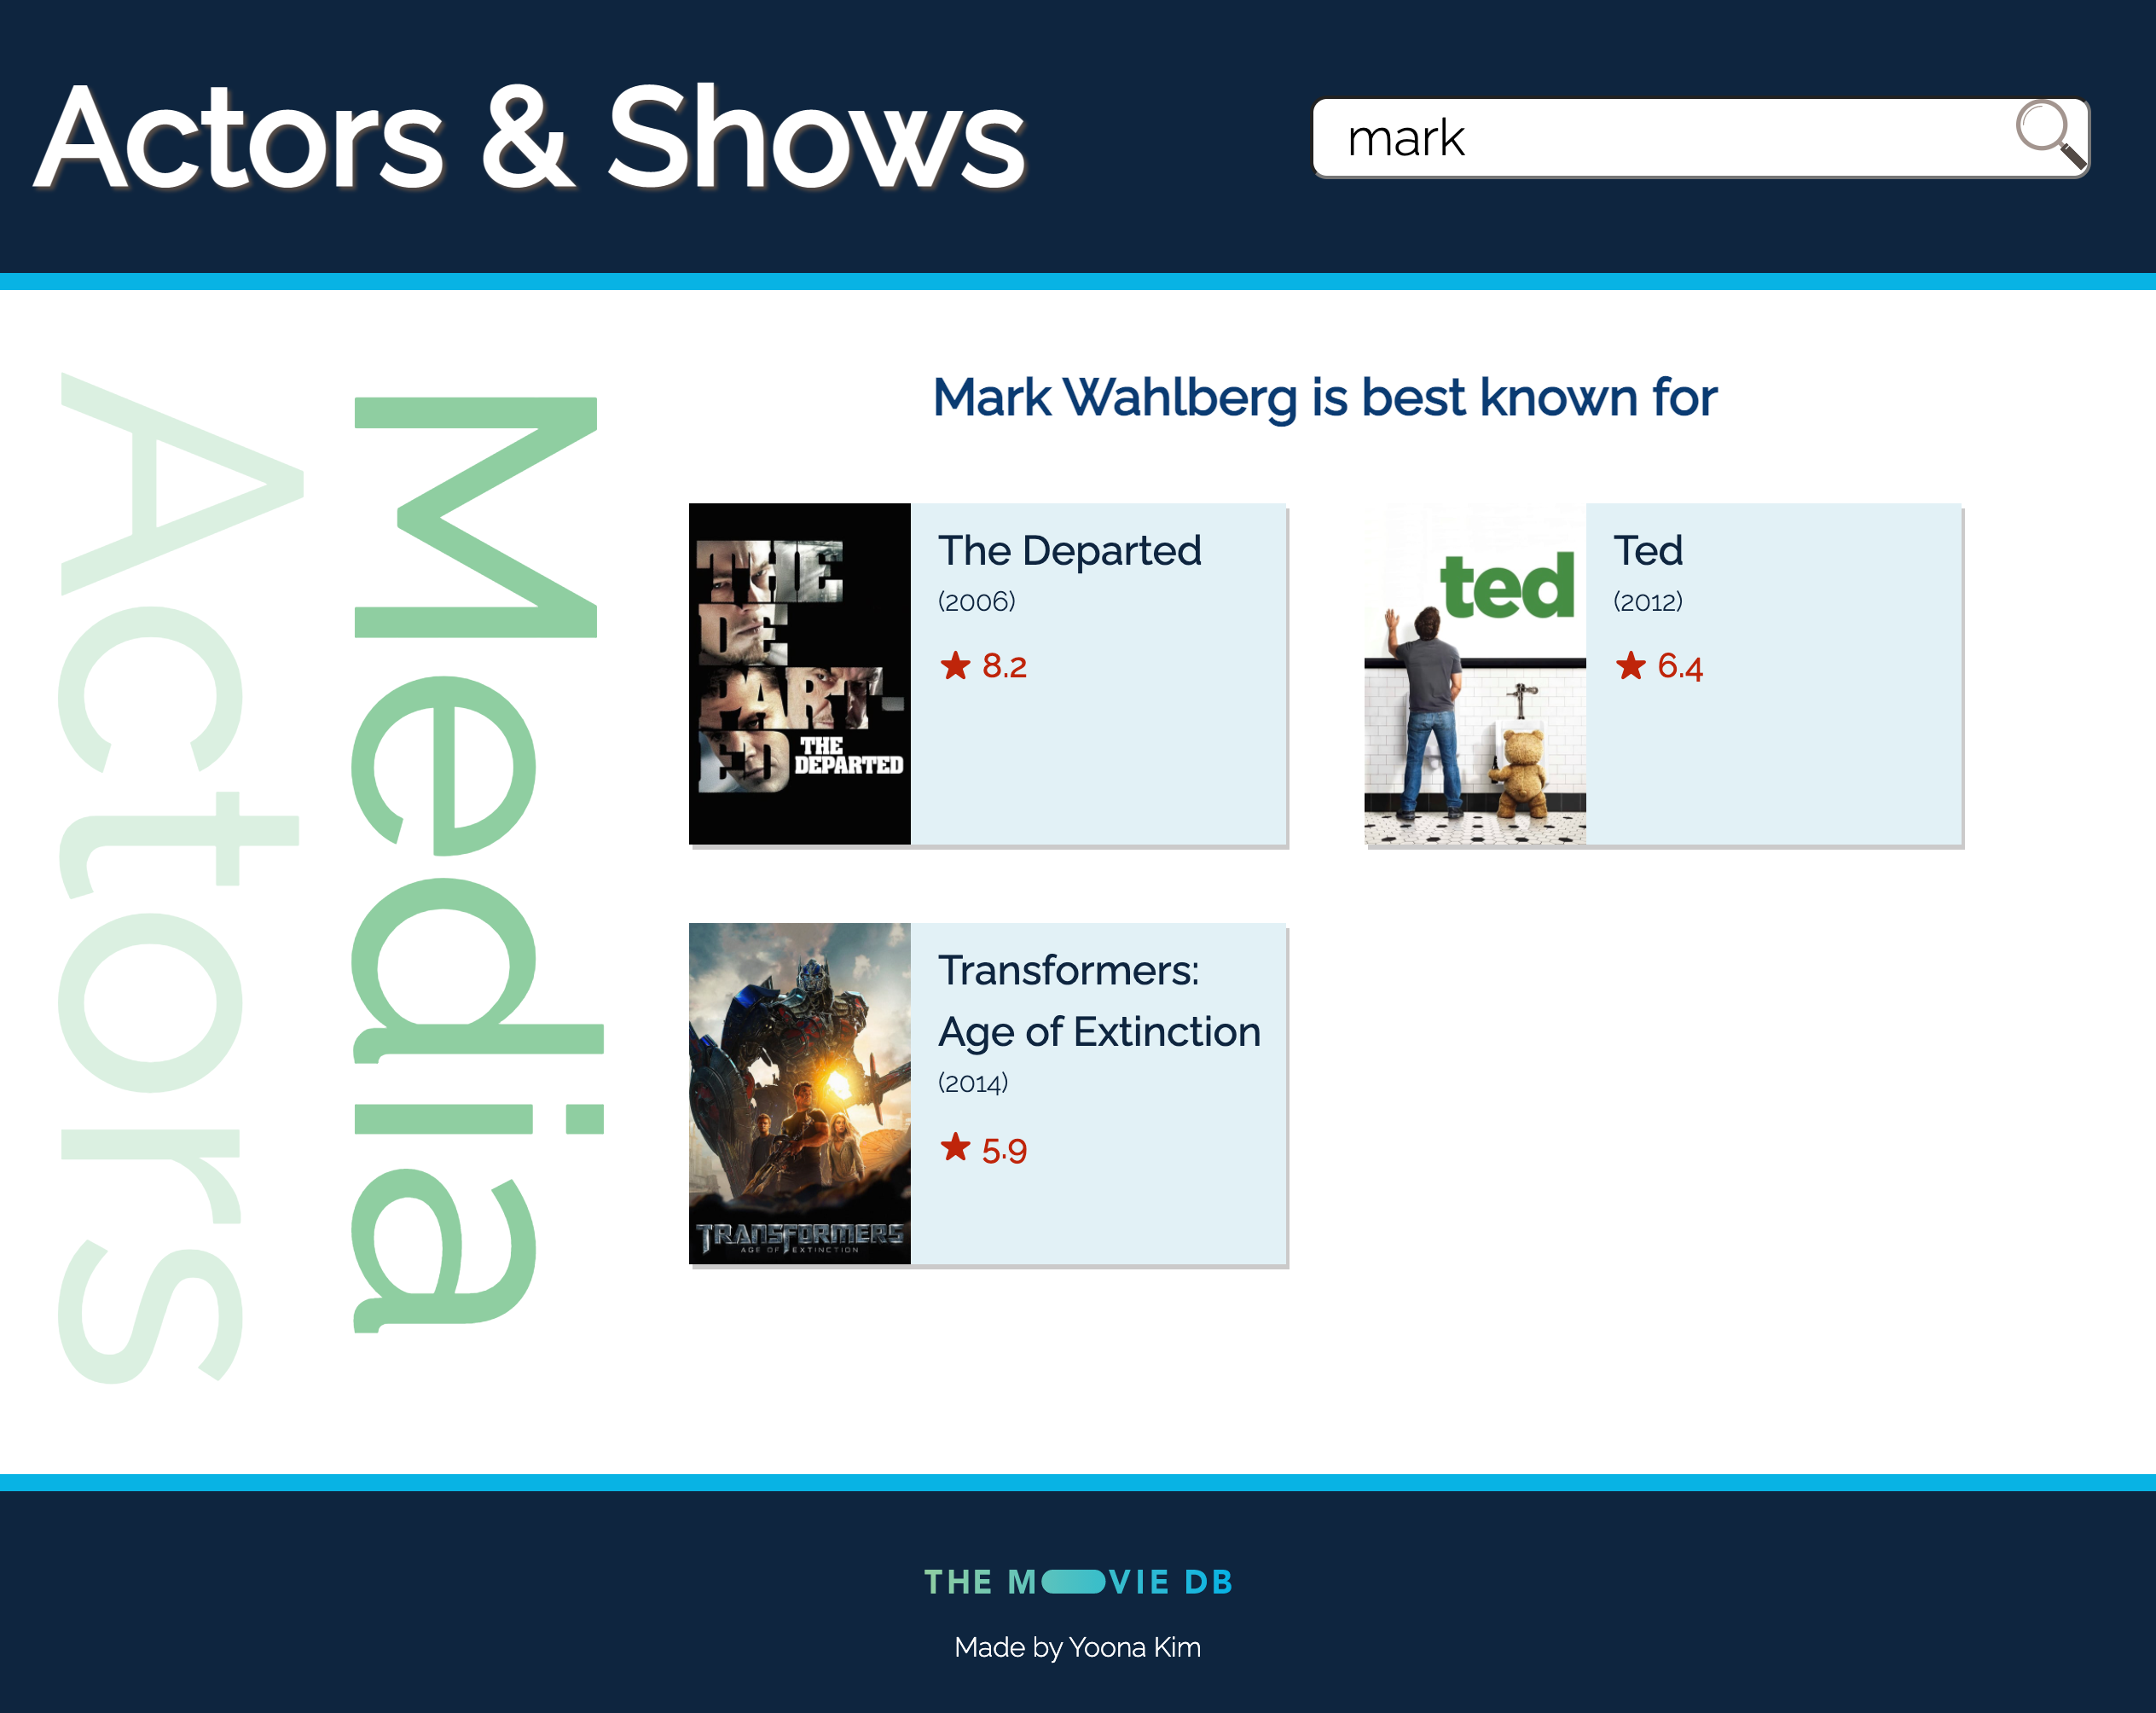 Actors & Shows
mark
Actors
Media
Mark Wahlberg is best known for
THE
DE
PART-
ED
THE
DEPARTED
The Departed
(2006)
★ 8.2
ted
Ted
(2012)
★ 6.4
TRANSFORMERS
AGE OF EXTINCTION
Transformers:
Age of Extinction
(2014)
★ 5.9
THE MOVIE DB
Made by Yoona Kim